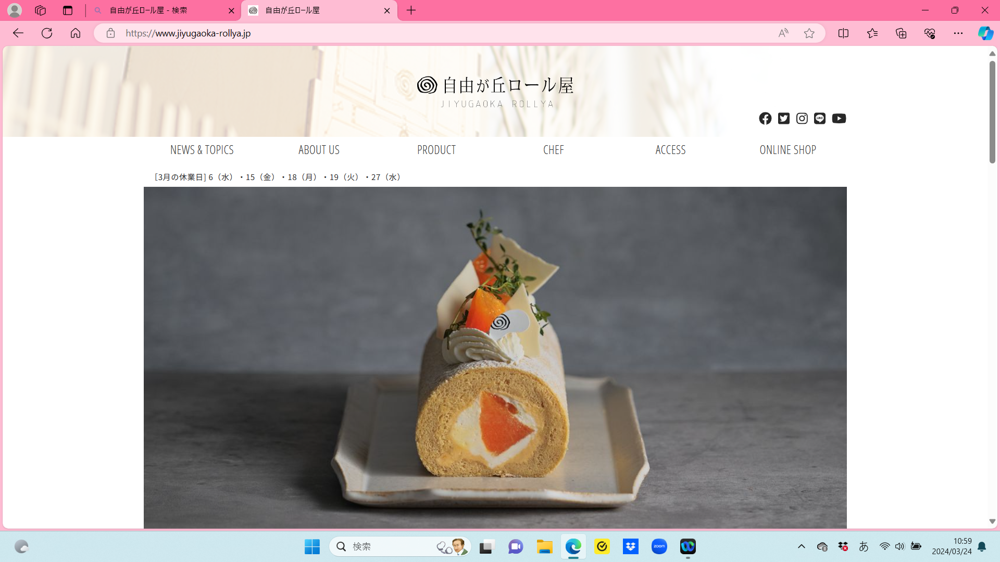 自由が丘ﾛｰﾙ屋 - 検索
自由が丘ﾛｰﾙ屋
https://www.jiyugaoka-rollya.jp
自由が丘ロール屋
JIYUGAOKA ROLLYA
LINE
NEWS & TOPICS ABOUT US PRODUCT CHEF ACCESS ONLINE SHOP
[3月の休業日] 6（水）・15（金）・18（月）・19（火）・27（水）
検索
zoom
あ
10:59
2024/03/24